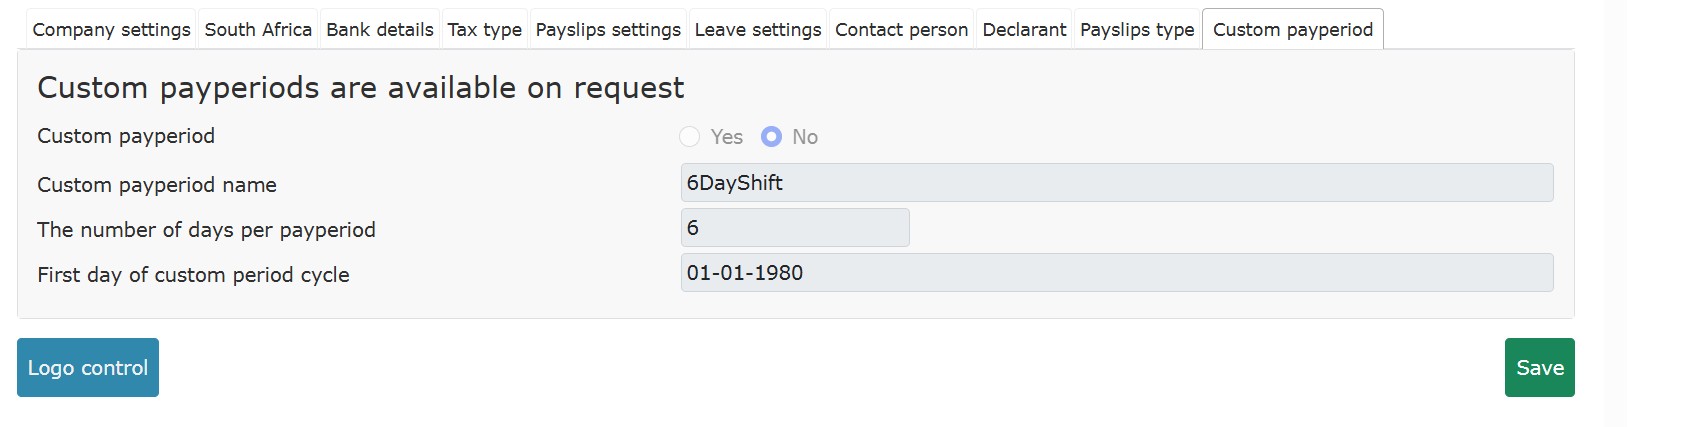 Company settings South Africa Bank details Tax type Payslips settings Leave settings Contact person Declarant Payslips type Custom payperiod
Custom payperiods are available on request
Custom payperiod Yes No
Custom payperiod name 6DayShift
The number of days per payperiod 6
First day of custom period cycle 01-01-1980
Logo control Save